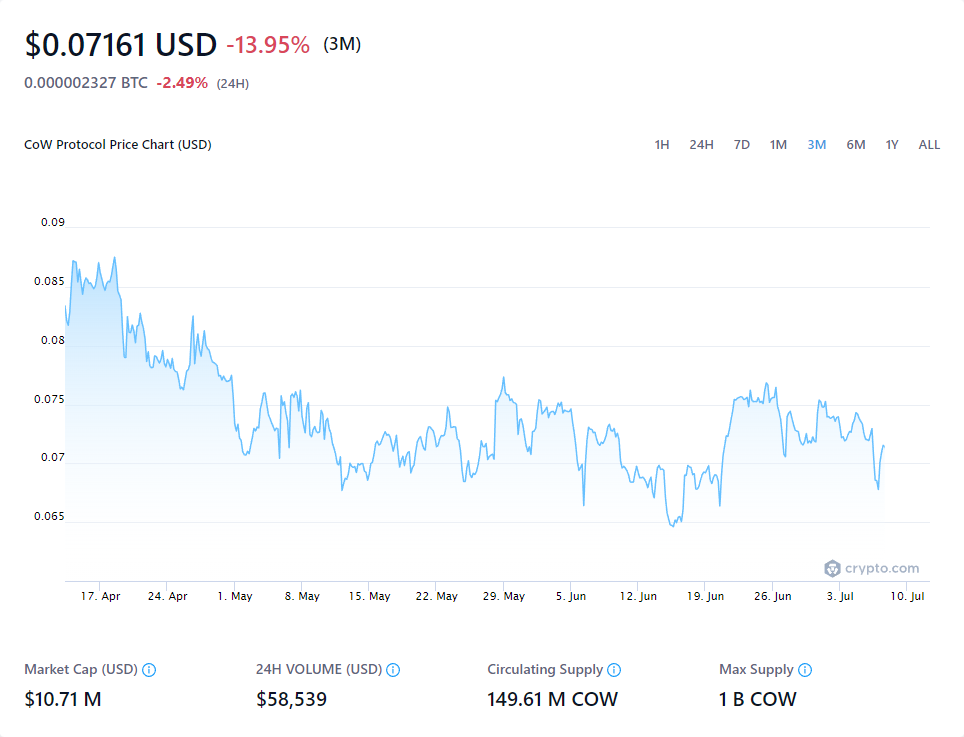 $0.07161 USD -13.95% (3M)
0.000002327 BTC -2.49% (24H)
CoW Protocol Price Chart (USD)
1H 24H 7D 1M 3M 6M 1Y ALL
0.09
0.085
0.08
0.075
0.07
0.065
crypto.com
17. Apr 24. Apr 1. May 8. May 15. May 22. May 29. May 5. Jun 12. Jun 19. Jun 26. Jun 3. Jul 10. Jul
Market Cap (USD) 24H VOLUME (USD) Circulating Supply Max Supply
$10.71 M $58,539 149.61 M COW 1 B COW